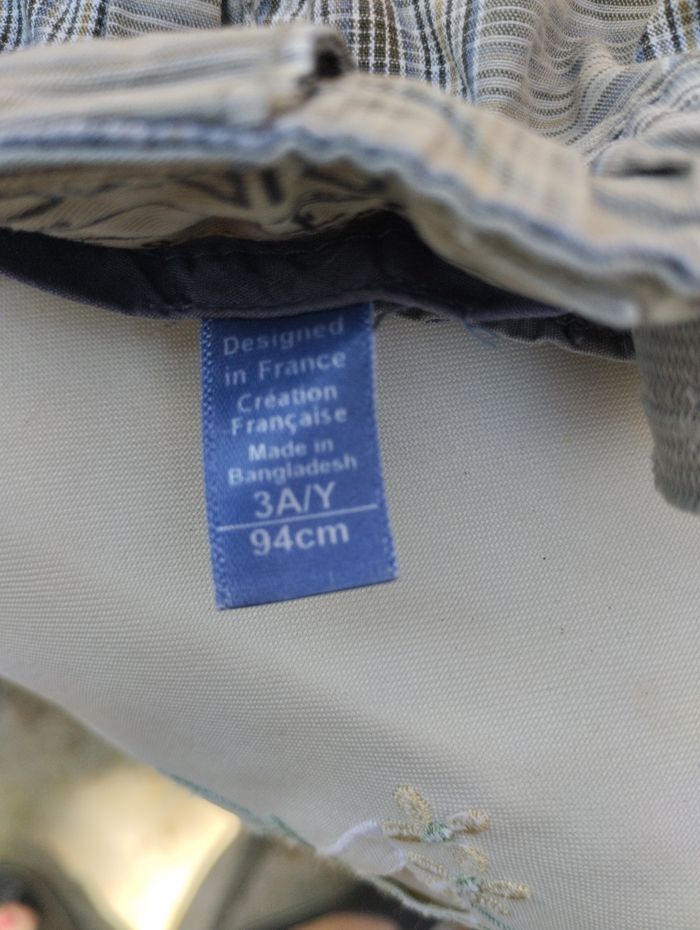 Designed
in France
Création
Française
Made in
Bangladesh
3A/Y
94cm